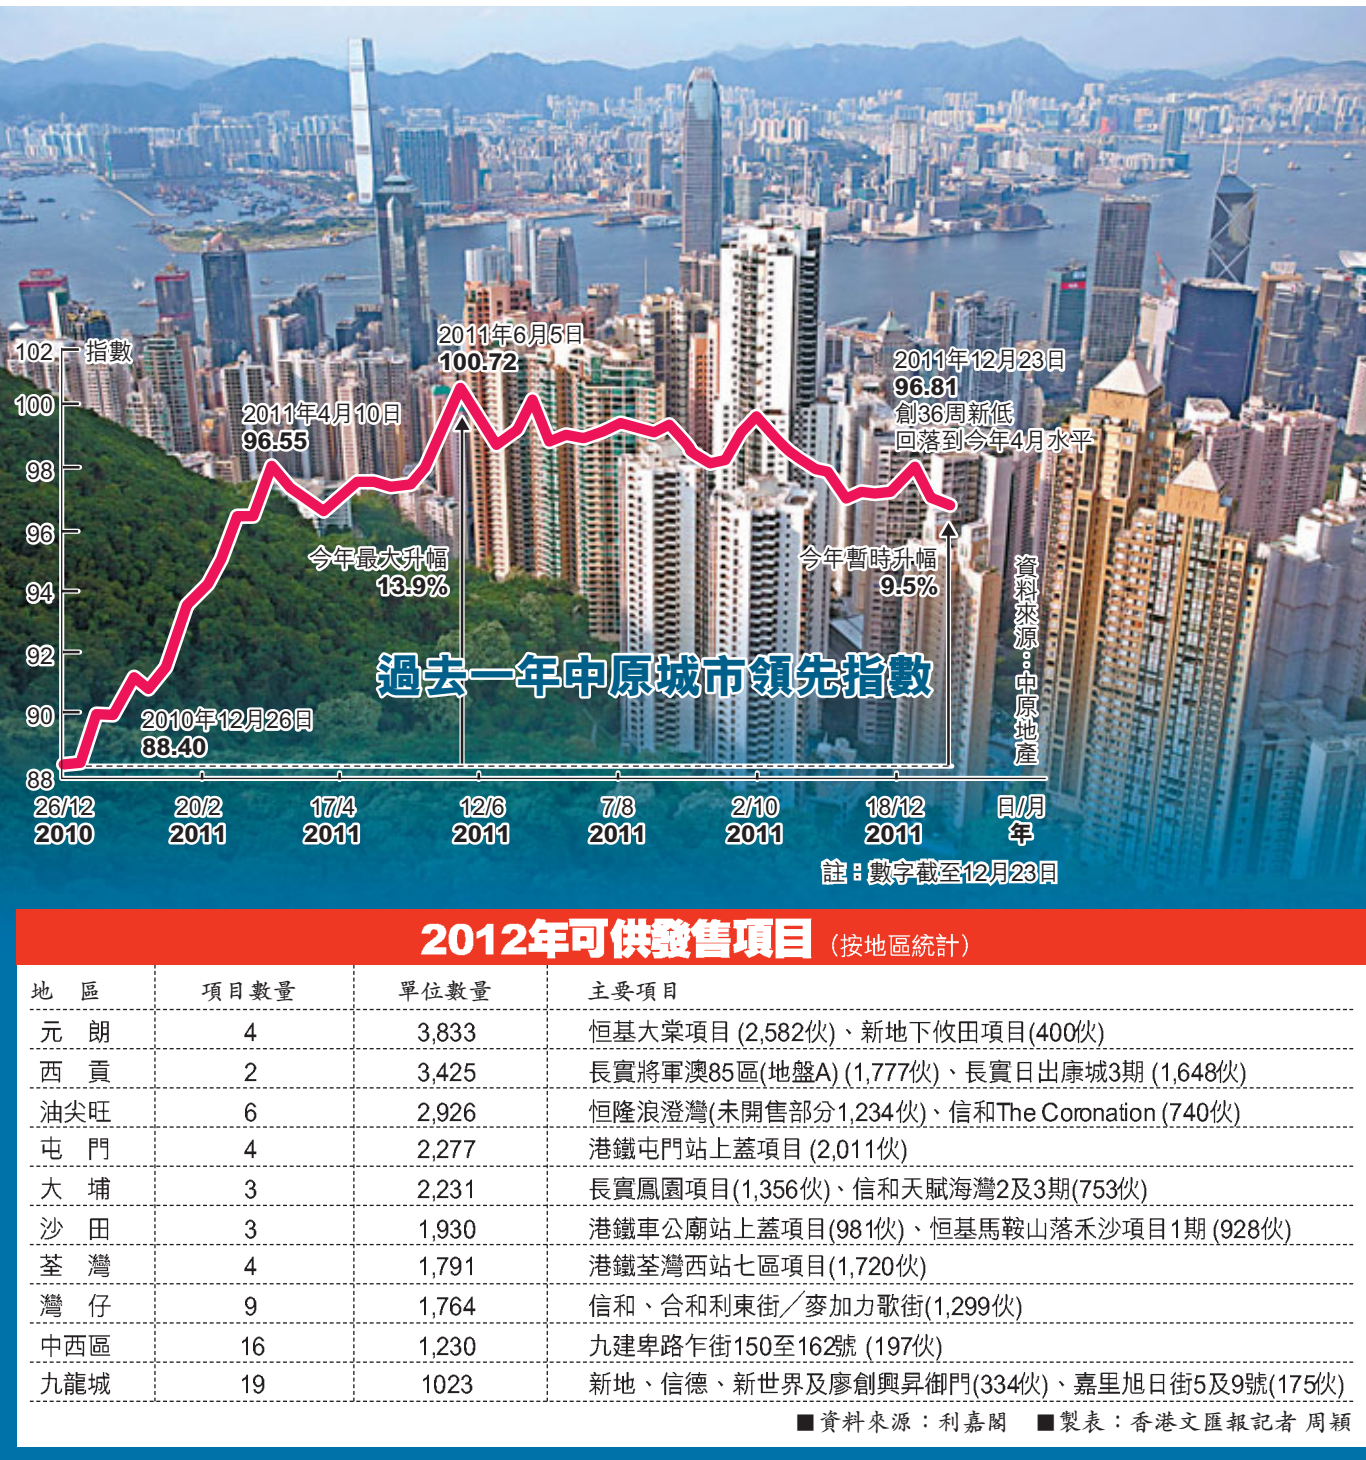 2011年6月5日
100.72
2011年12月23日
96.81
創36周新低
回落到今年4月水平
2011年4月10日
96.55
指數
102
100
98
96
94
92
90
88
今年最大升幅
13.9%
今年暫時升幅
9.5%
資料來源：中原地產
過去一年中原城市領先指數
2010年12月26日
88.40
26/12 20/2 17/4 12/6 7/8 2/10 18/12 日/月
2010 2011 2011 2011 2011 2011 2011 年
註：數字截至12月23日
2012年可供發售項目（按地區統計）
地 區 項目數量 單位數量 主要項目
元 朗 4 3,833 恒基大棠項目 (2,582伙)、新地下攸田項目(400伙)
西 貢 2 3,425 長實將軍澳85區(地盤A) (1,777伙)、長實日出康城3期 (1,648伙)
油尖旺 6 2,926 恒隆浪澄灣(未開售部分1,234伙)、信和The Coronation (740伙)
屯 門 4 2,277 港鐵屯門站上蓋項目 (2,011伙)
大 埔 3 2,231 長實鳳園項目(1,356伙)、信和天賦海灣2及3期(753伙)
沙 田 3 1,930 港鐵車公廟站上蓋項目(981伙)、恒基馬鞍山落禾沙項目1期 (928伙)
荃 灣 4 1,791 港鐵荃灣西站七區項目(1,720伙)
灣 仔 9 1,764 信和、合和利東街／麥加力歌街(1,299伙)
中西區 16 1,230 九建卑路乍街150至162號 (197伙)
九龍城 19 1023 新地、信德、新世界及廖創興昇御門(334伙)、嘉里旭日街5及9號(175伙)
■資料來源：利嘉閣 ■製表：香港文匯報記者 周穎